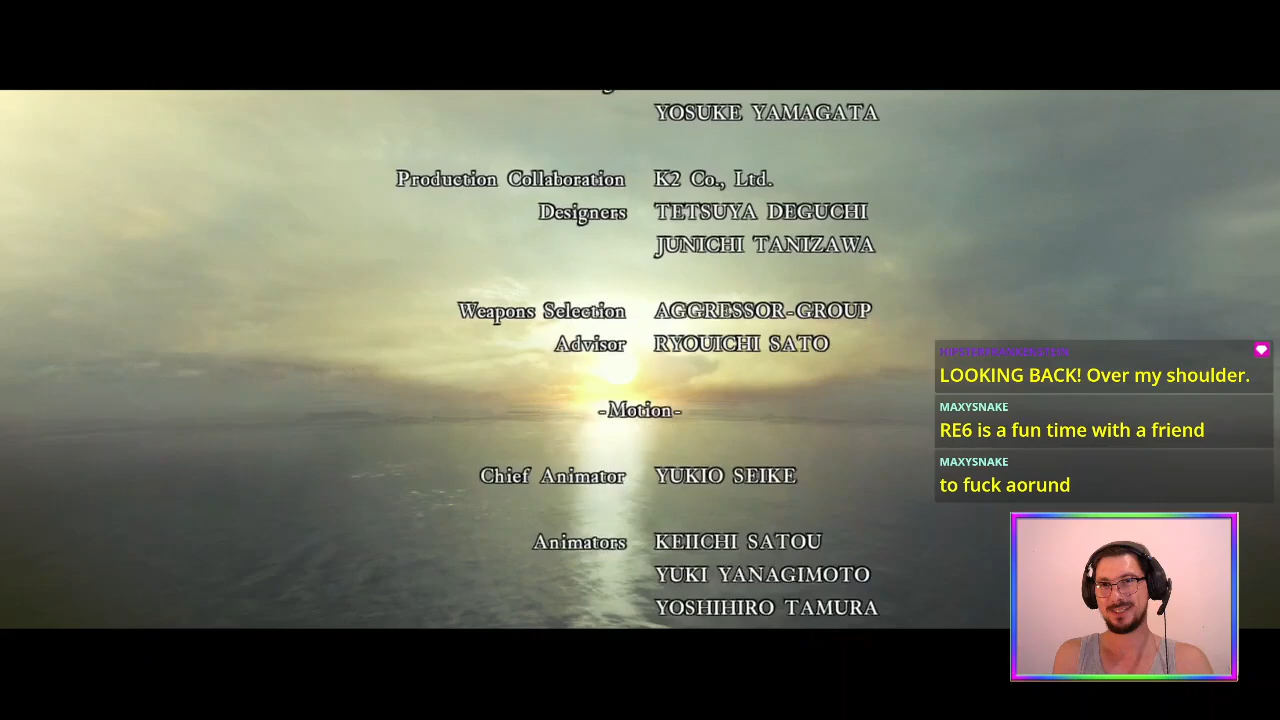 YOSUKE YAMAGATA
Production Collaboration K2 Co., Ltd.
Designers TETSUYA DEGUCHI
JUNICHI TANIZAWA
Weapons Selection AGGRESSOR-GROUP
Advisor RYOUICHI SATO
-Motion-
Chief Animator YUKIO SEIKE
Animators KEIICHI SATOU
YUKI YANAGIMOTO
YOSHIHIRO TAMURA
LOOKING BACK! Over my shoulder.
MAXYSNAKE
RE6 is a fun time with a friend
MAXYSNAKE
to fuck aorund